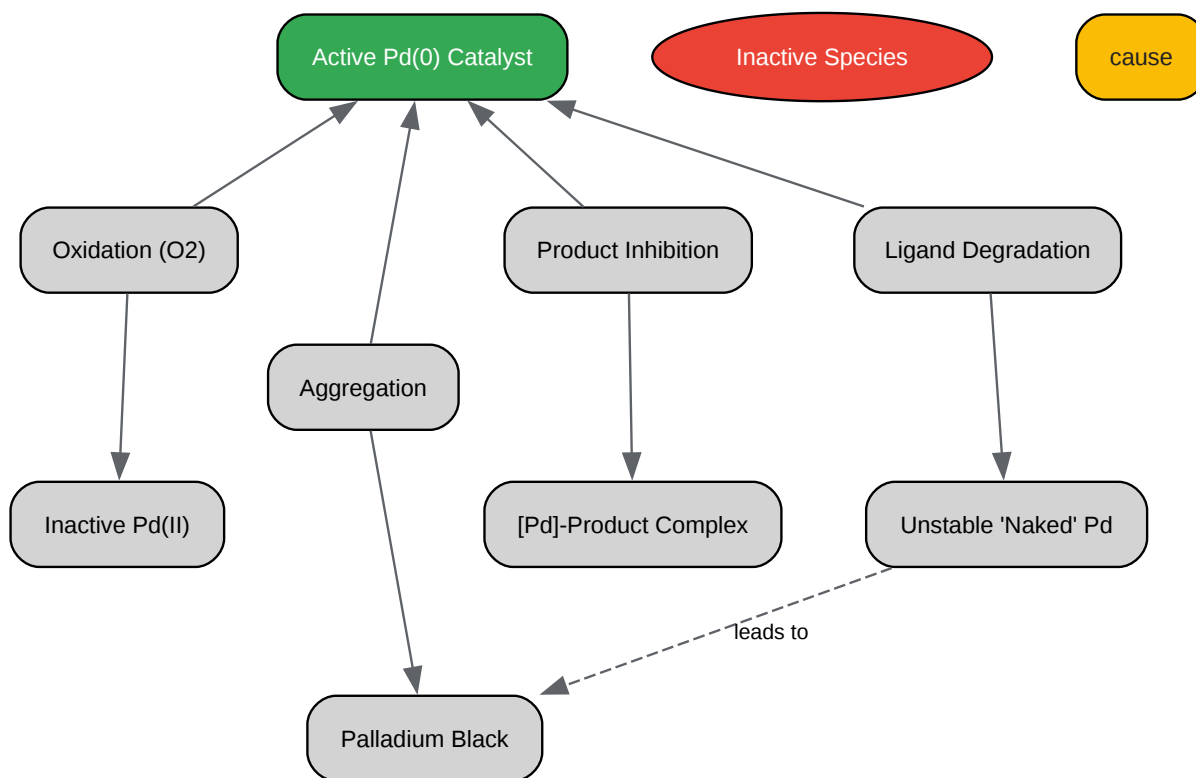 Active Pd(0) Catalyst
Inactive Species
cause
Oxidation (O2)
Product Inhibition
Ligand Degradation
Aggregation
Inactive Pd(II)
[Pd]-Product Complex
Unstable 'Naked' Pd
leads to
Palladium Black